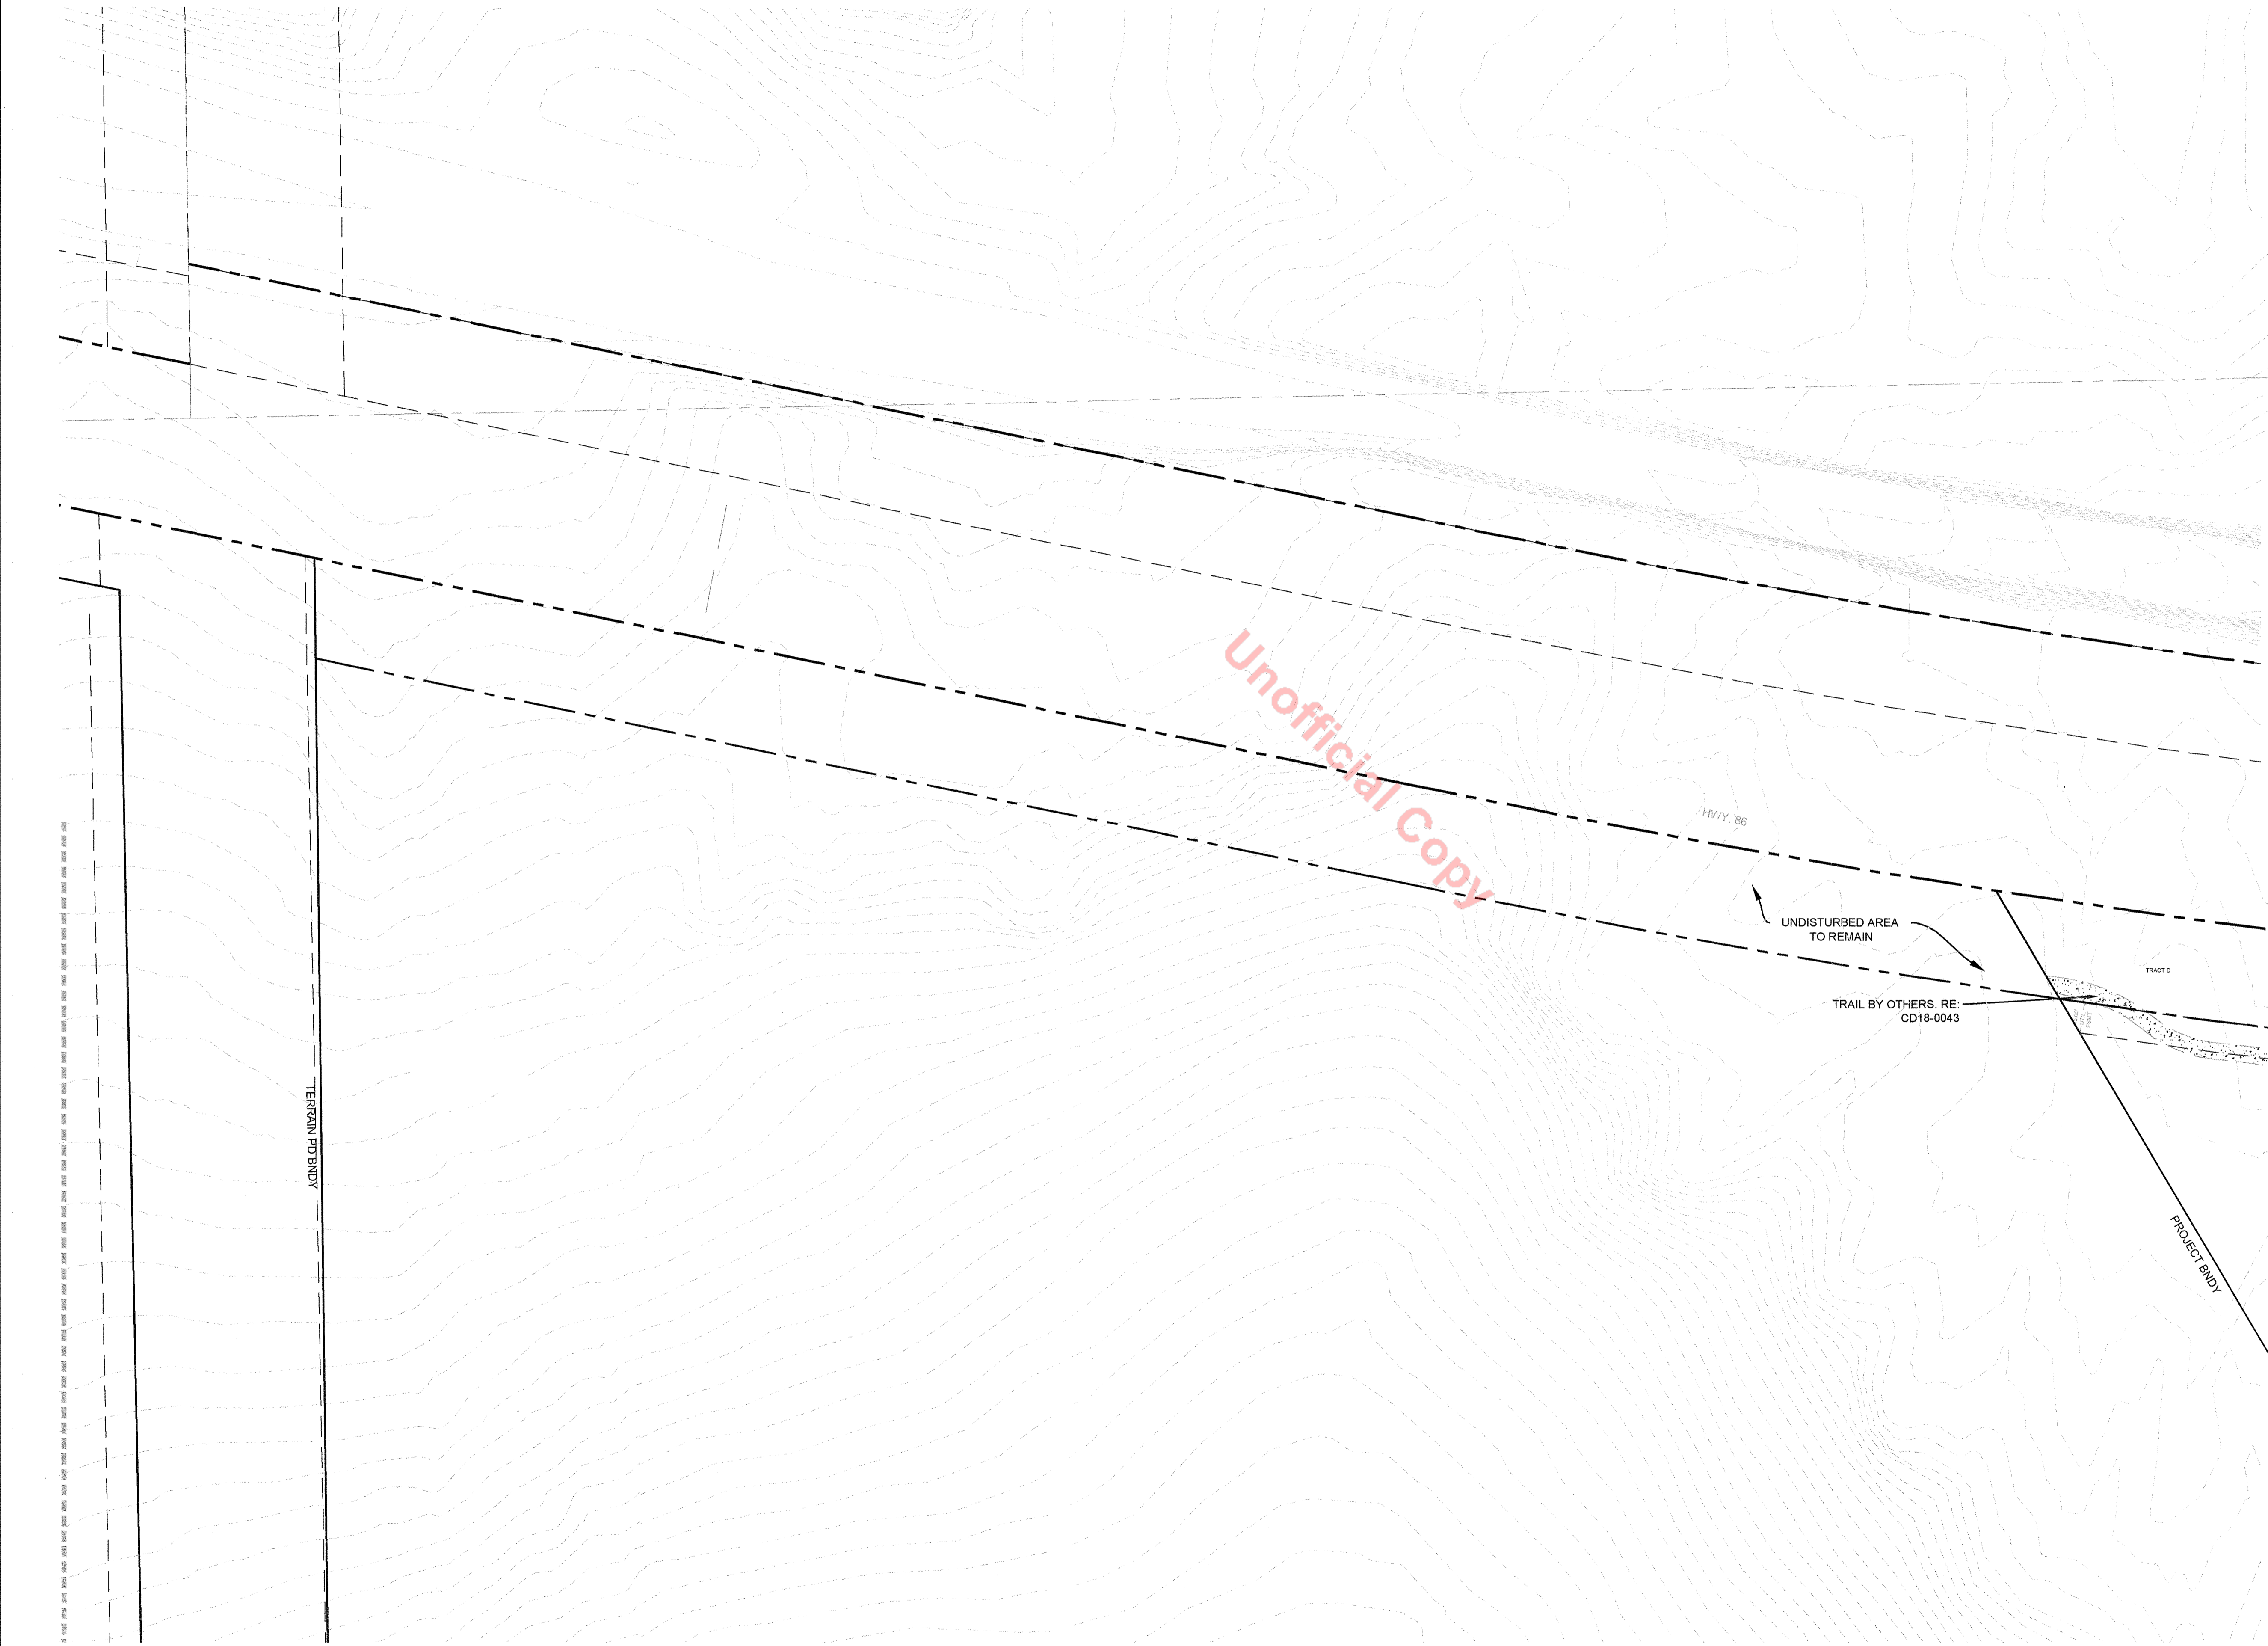 Unofficial Copy
HWY. 86
UNDISTURBED AREA
TO REMAIN
TRACT D
TRAIL BY OTHERS. RE:
CD18-0043
TERRAIN PD BNDY
PROJECT BNDY